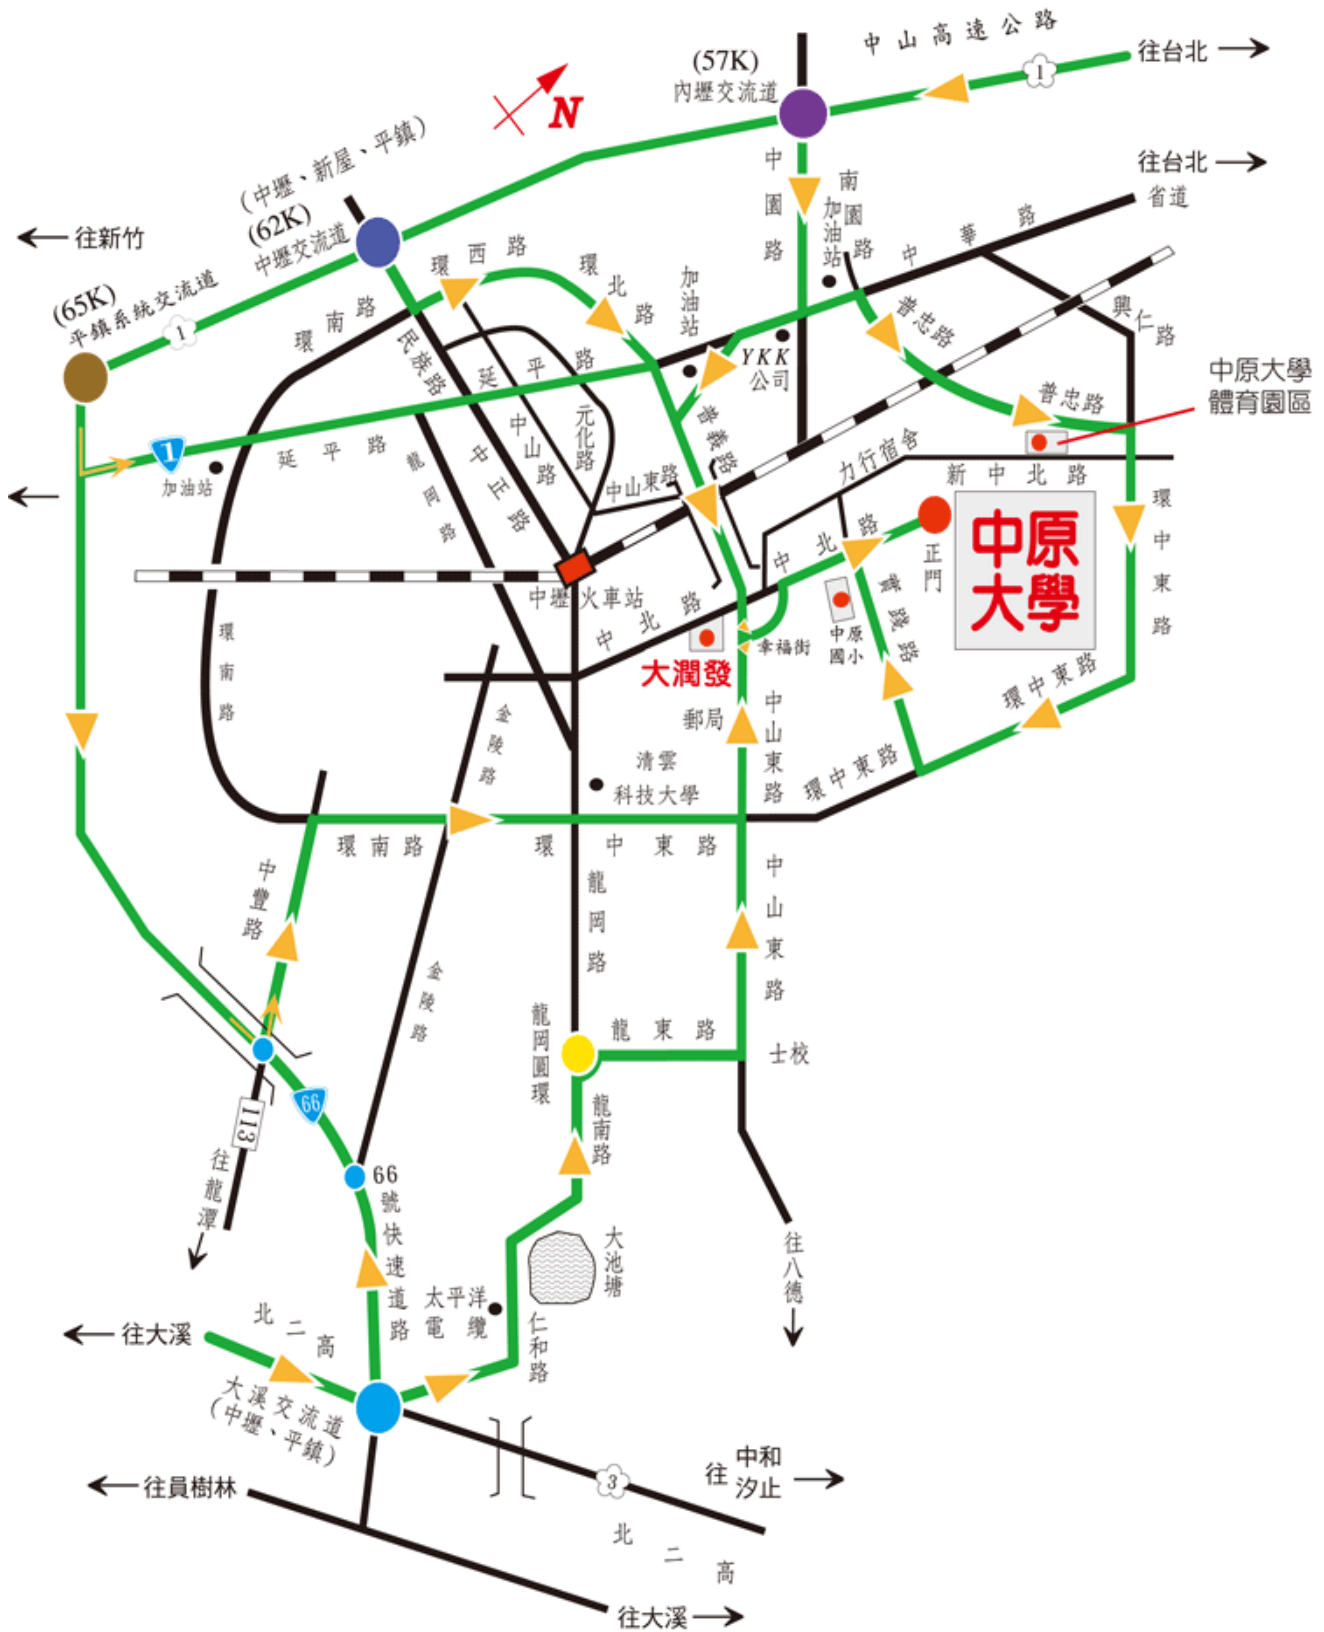 中山高速公路
1
往台北
(57K)
內壢交流道
N
往台北
省道
(中壢、新屋、平鎮)
(62K)
中壢交流道
往新竹
(65K)
平鎮系統交流道
1
環西路
環北路
加油站
中園路
南園路
加油站
中華路
興仁路
普忠路
環南路
民族路
延平路
YKK
公司
中原大學
體育園區
普忠路
1
加油站
延平路
龍岡路
中正路
中山路
元化路
中山東路
普義路
力行宿舍
新中北路
中原
大學
正門
環中東路
中壢火車站
中北路
中北路
中原
國小
實踐路
幸福街
大潤發
環南路
郵局
中山東路
環中東路
環中東路
金陵路
清雲
科技大學
環南路
環中東路
中豐路
龍岡路
中山東路
金陵路
龍岡圓環
龍東路
士校
66
113
往龍潭
66號快速道路
龍南路
大池塘
太平洋
電纜
仁和路
往八德
往大溪
北二高
大溪交流道
(中壢、平鎮)
往員樹林
往
中和
汐止
3
北二高
往大溪